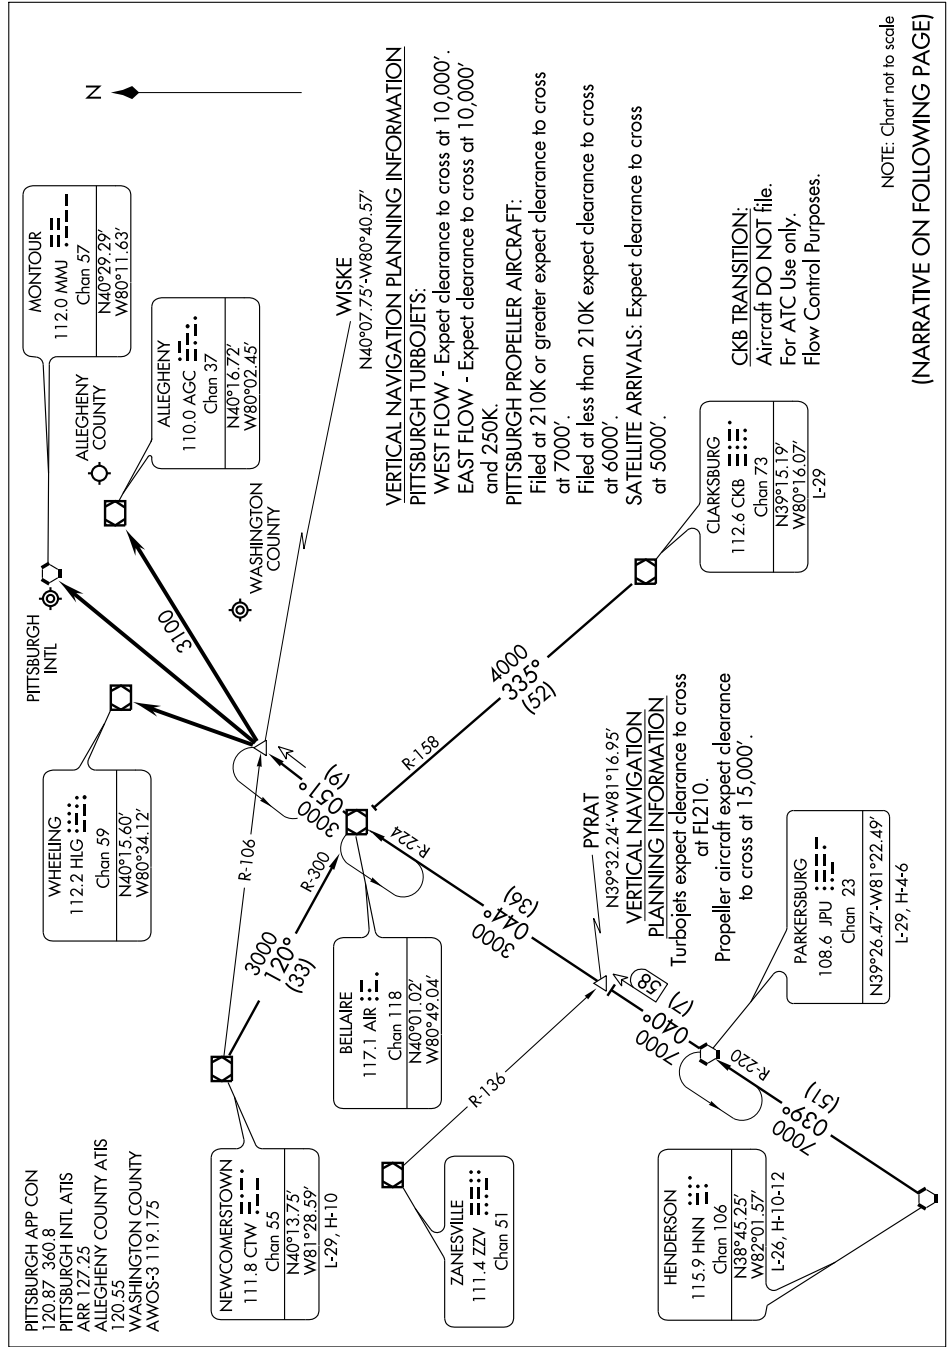 PITTSBURGH APP CON
120.87 360.8
PITTSBURGH INTL ATIS
ARR 127.25
ALLEGHENY COUNTY ATIS
120.55
WASHINGTON COUNTY
AWOS-3 119.175
NEWCOMERSTOWN
111.8 CTW
Chan 55
N40°13.75'
W81°28.59'
L-29, H-10
WHEELING
112.2 HLG
Chan 59
N40°15.60'
W80°34.12'
PITTSBURGH
INTL
MONTOUR
112.0 MMJ
Chan 57
N40°29.29'
W80°11.63'
ALLEGHENY
COUNTY
ALLEGHENY
110.0 AGC
Chan 37
N40°16.72'
W80°02.45'
N
WASHINGTON
COUNTY
3100
R-106
3000
120°
(33)
R-300
3000
051°
(9)
WISKE
N40°07.75'-W80°40.57'
BELLAIRE
117.1 AIR
Chan 118
N40°01.02'
W80°49.04'
ZANESVILLE
111.4 ZZV
Chan 51
R-136
R-224
3000
044°
(36)
R-158
4000
335°
(52)
VERTICAL NAVIGATION PLANNING INFORMATION
PITTSBURGH TURBOJETS:
WEST FLOW - Expect clearance to cross at 10,000'.
EAST FLOW - Expect clearance to cross at 10,000'
and 250K.
PITTSBURGH PROPELLER AIRCRAFT:
Filed at 210K or greater expect clearance to cross
at 7000'.
Filed at less than 210K expect clearance to cross
at 6000'.
SATELLITE ARRIVALS: Expect clearance to cross
at 5000'.
PYRAT
N39°32.24'-W81°16.95'
VERTICAL NAVIGATION
PLANNING INFORMATION
Turbojets expect clearance to cross
at FL210.
Propeller aircraft expect clearance
to cross at 15,000'.
58
7000
040°
(7)
R-220
7000
039°
(51)
HENDERSON
115.9 HNN
Chan 106
N38°45.25'
W82°01.57'
L-26, H-10-12
PARKERSBURG
108.6 JPU
Chan 23
N39°26.47'-W81°22.49'
L-29, H-4-6
CLARKSBURG
112.6 CKB
Chan 73
N39°15.19'
W80°16.07'
L-29
CKB TRANSITION:
Aircraft DO NOT file.
For ATC Use only.
Flow Control Purposes.
NOTE: Chart not to scale
(NARRATIVE ON FOLLOWING PAGE)